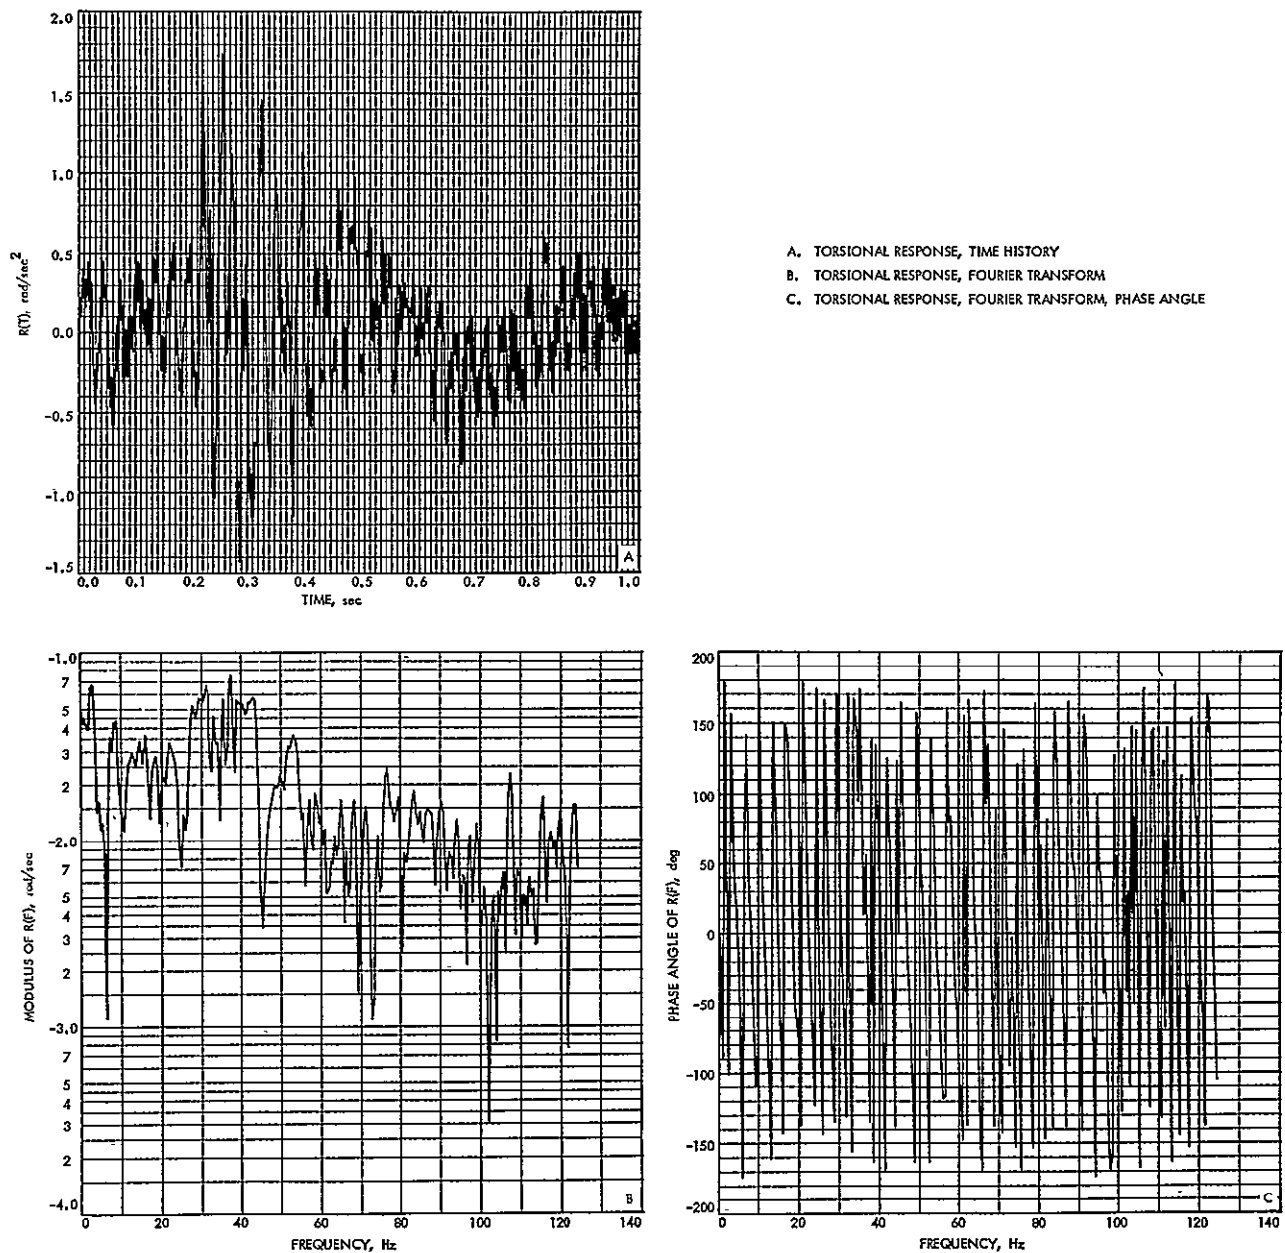 2.0
1.5
1.0
0.5
0.0
-0.5
-1.0
-1.5
R(T), rad/sec²
A
0.0 0.1 0.2 0.3 0.4 0.5 0.6 0.7 0.8 0.9 1.0
TIME, sec
A. TORSIONAL RESPONSE, TIME HISTORY
B. TORSIONAL RESPONSE, FOURIER TRANSFORM
C. TORSIONAL RESPONSE, FOURIER TRANSFORM, PHASE ANGLE
-1.0
7
5
4
3
2
-2.0
7
5
4
3
2
-3.0
7
5
4
3
2
-4.0
MODULUS OF R(F), rad/sec
B
0 20 40 60 80 100 120 140
FREQUENCY, Hz
200
150
100
50
0
-50
-100
-150
-200
PHASE ANGLE OF R(F), deg
C
0 20 40 60 80 100 120 140
FREQUENCY, Hz